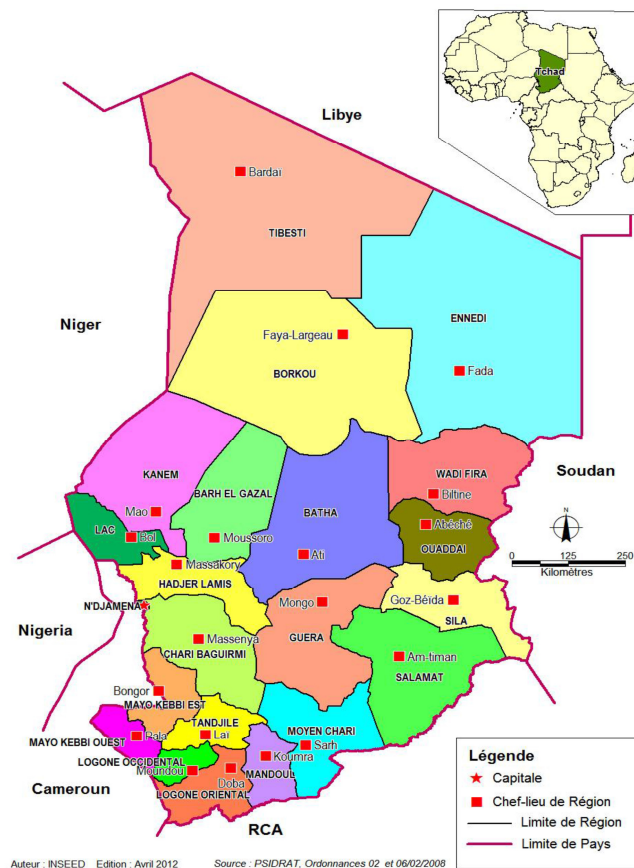 Tchad
Libye
Bardaï
TIBESTI
Niger
ENNEDI
Faya-Largeau
Fada
BORKOU
KANEM
WADI FIRA
Soudan
BARH EL GAZAL
Biltine
BATHA
Mao
LAC
Abéché
Bol
Moussoro
OUADDAI
Ati
0 125 250
Kilomètres
N
Massakory
HADJER LAMIS
N'DJAMENA
Mongo
Goz-Béïda
SILA
Nigeria
Massenya
GUERA
CHARI BAGUIRMI
Am-timan
SALAMAT
Bongor
MAYO KEBBI EST
TANDJILE
MOYEN CHARI
Pala
Laï
MAYO KEBBI OUEST
Sarh
LOGONE OCCIDENTAL
Koumra
Moundou
Doba
MANDOUL
Cameroun
LOGONE ORIENTAL
RCA
Légende
Capitale
Chef-lieu de Région
Limite de Région
Limite de Pays
Auteur : INSEED Edition : Avril 2012 Source : PSIDRAT, Ordonnances 02 et 06/02/2008